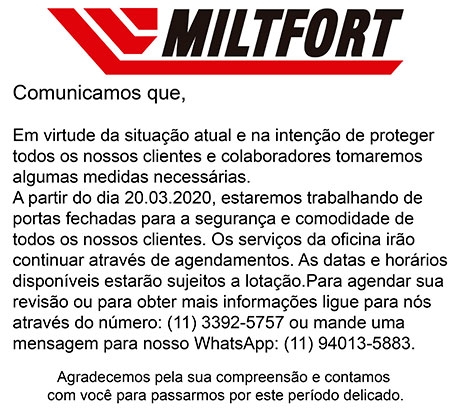 MILTFORT
Comunicamos que,
Em virtude da situação atual e na intenção de proteger
todos os nossos clientes e colaboradores tomaremos
algumas medidas necessárias.
A partir do dia 20.03.2020, estaremos trabalhando de
portas fechadas para a segurança e comodidade de
todos os nossos clientes. Os serviços da oficina irão
continuar através de agendamentos. As datas e horários
disponíveis estarão sujeitos a lotação.Para agendar sua
revisão ou para obter mais informações ligue para nós
através do número: (11) 3392-5757 ou mande uma
mensagem para nosso WhatsApp: (11) 94013-5883.
Agradecemos pela sua compreensão e contamos
com você para passarmos por este período delicado.